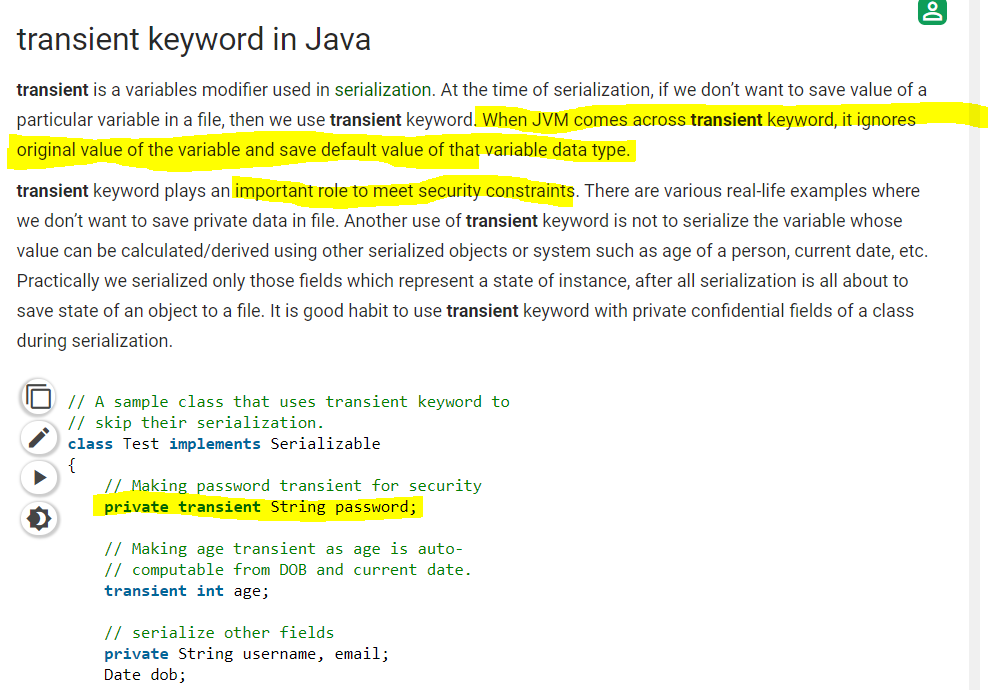 transient keyword in Java
transient is a variables modifier used in serialization. At the time of serialization, if we don’t want to save value of a
particular variable in a file, then we use transient keyword. When JVM comes across transient keyword, it ignores
original value of the variable and save default value of that variable data type.
transient keyword plays an important role to meet security constraints. There are various real-life examples where
we don’t want to save private data in file. Another use of transient keyword is not to serialize the variable whose
value can be calculated/derived using other serialized objects or system such as age of a person, current date, etc.
Practically we serialized only those fields which represent a state of instance, after all serialization is all about to
save state of an object to a file. It is good habit to use transient keyword with private confidential fields of a class
during serialization.
// A sample class that uses transient keyword to
// skip their serialization.
class Test implements Serializable
{
// Making password transient for security
private transient String password;
// Making age transient as age is auto-
// computable from DOB and current date.
transient int age;
// serialize other fields
private String username, email;
Date dob;